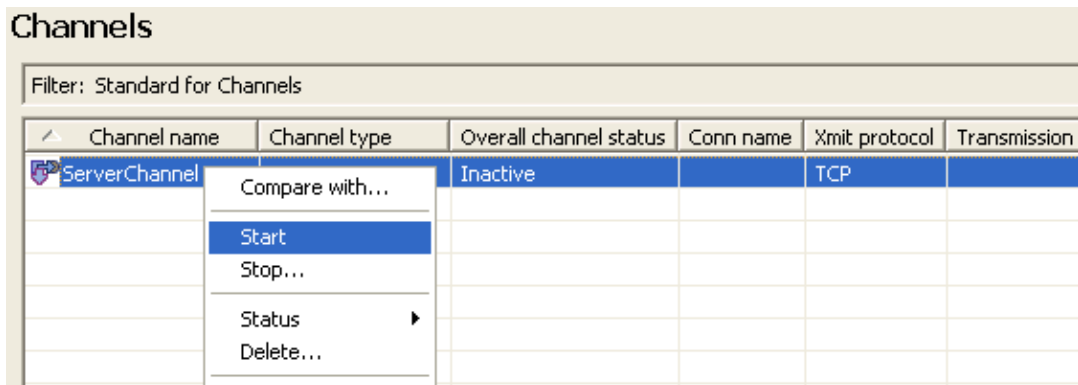 Channels
Filter: Standard for Channels
Channel name Channel type Overall channel status Conn name Xmit protocol Transmission
ServerChannel Inactive TCP
Compare with...
Start
Stop...
Status
Delete...